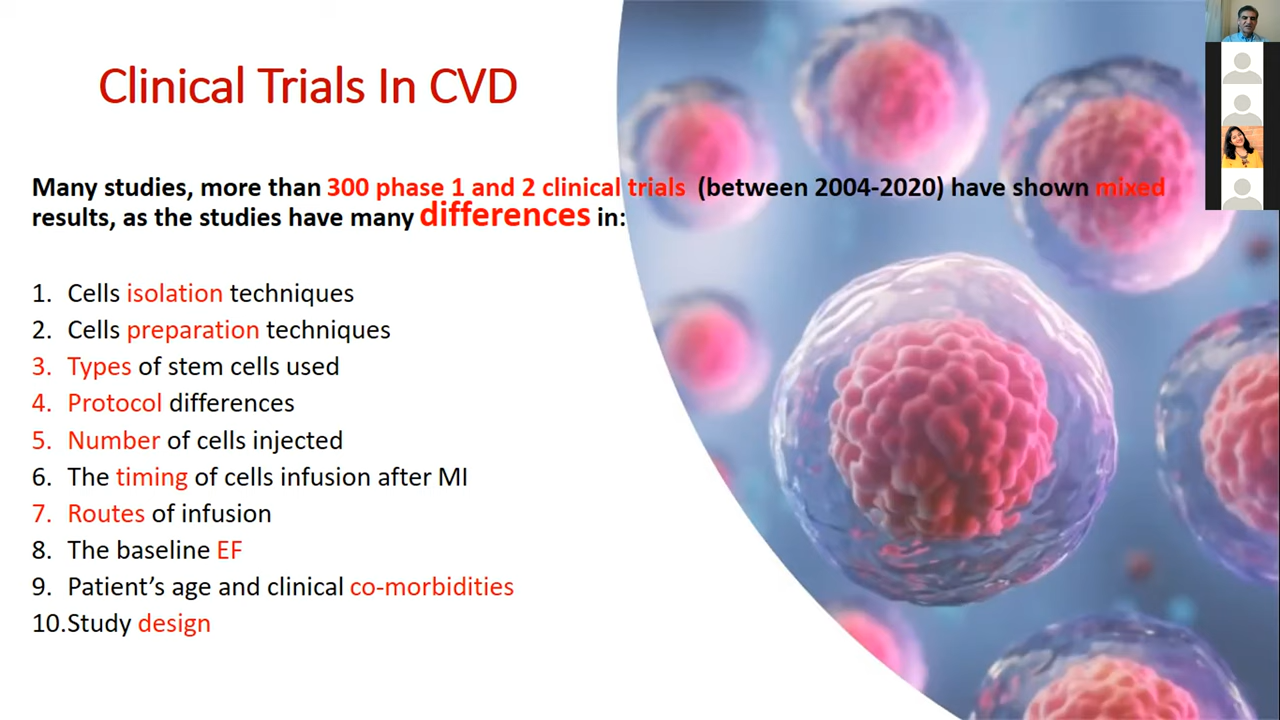 Clinical Trials In CVD
Many studies, more than 300 phase 1 and 2 clinical trials (between 2004-2020) have shown mixed
results, as the studies have many differences in:
1. Cells isolation techniques
2. Cells preparation techniques
3. Types of stem cells used
4. Protocol differences
5. Number of cells injected
6. The timing of cells infusion after MI
7. Routes of infusion
8. The baseline EF
9. Patient’s age and clinical co-morbidities
10.Study design